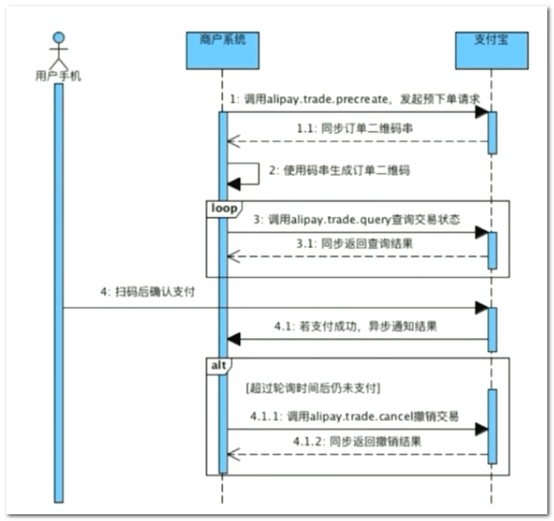 商户系统
支付宝
用户手机
1: 调用alipay.trade.precreate，发起预下单请求
1.1: 同步订单二维码串
2: 使用码串生成订单二维码
loop
3: 调用alipay.trade.query查询交易状态
3.1: 同步返回查询结果
4: 扫码后确认支付
4.1: 若支付成功，异步通知结果
alt
[超过轮询时间后仍未支付]
4.1.1: 调用alipay.trade.cancel撤销交易
4.1.2: 同步返回撤销结果